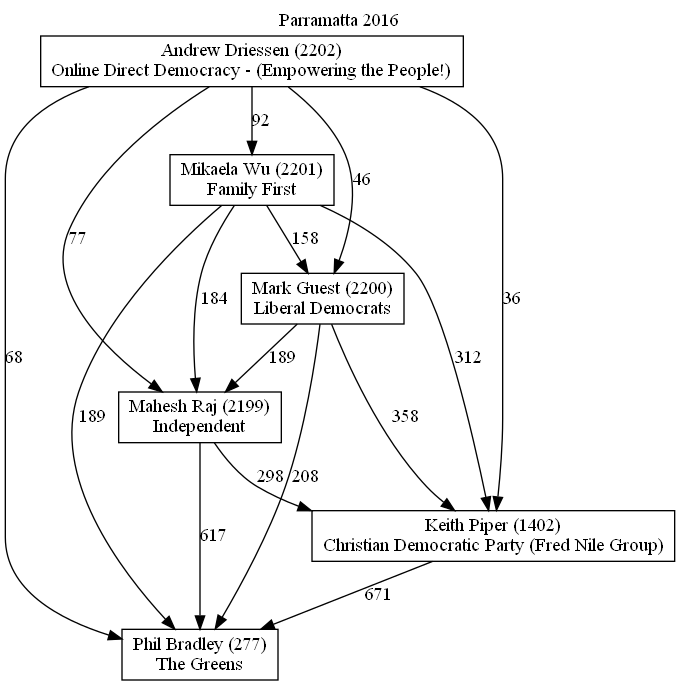 Parramatta 2016
Andrew Driessen (2202)
Online Direct Democracy - (Empowering the People!)
92
Mikaela Wu (2201)
Family First
46
77
158
Mark Guest (2200)
Liberal Democrats
184
36
68
189
312
189
358
Mahesh Raj (2199)
Independent
298
208
617
Keith Piper (1402)
Christian Democratic Party (Fred Nile Group)
671
Phil Bradley (277)
The Greens